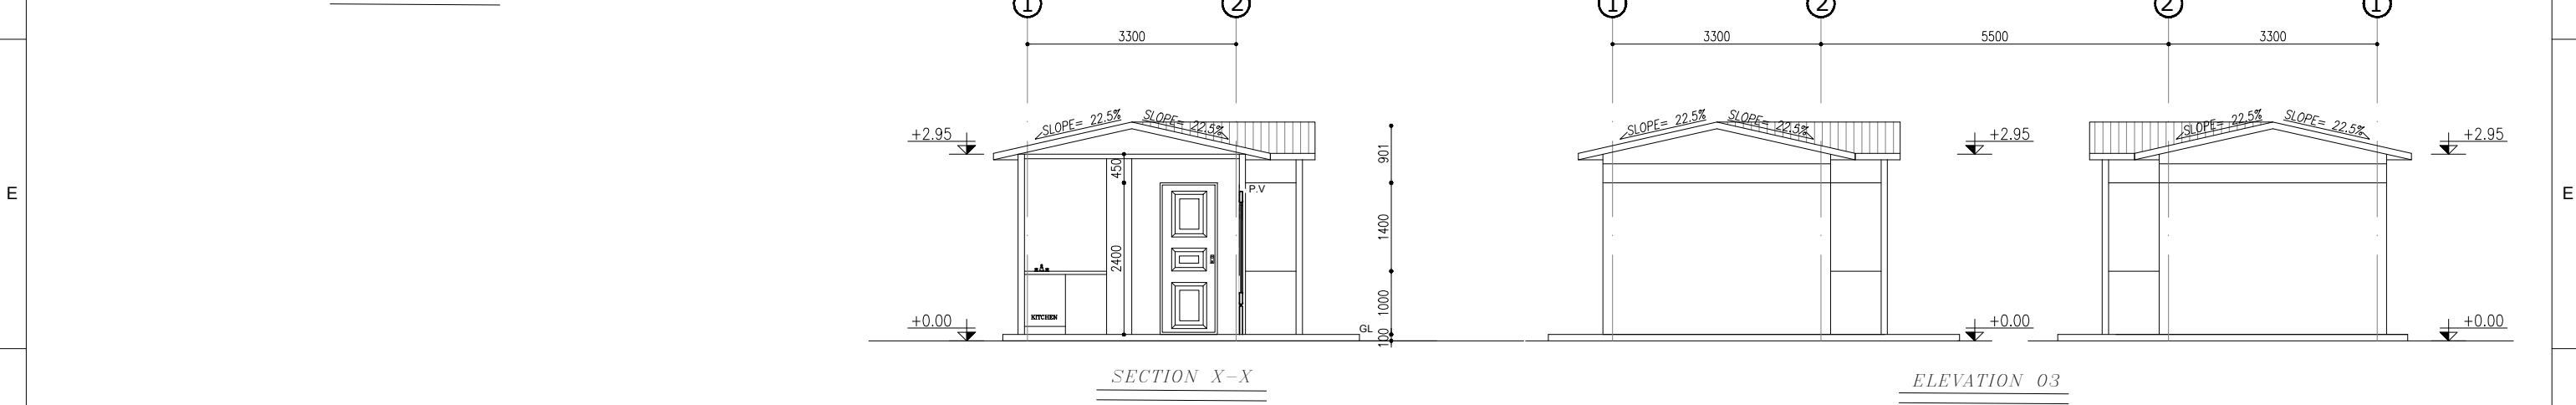 1 2 1 2 2 1
3300 3300 5500 3300
SLOPE= 22.5% SLOPE= 22.5% SLOPE= 22.5% SLOPE= 22.5% SLOPE= 22.5% SLOPE= 22.5%
+2.95 +2.95 +2.95
450
901
P.V
E E
1400
2400
1000
KITCHEN
+0.00 +0.00 +0.00
GL
100
SECTION X-X
ELEVATION 03